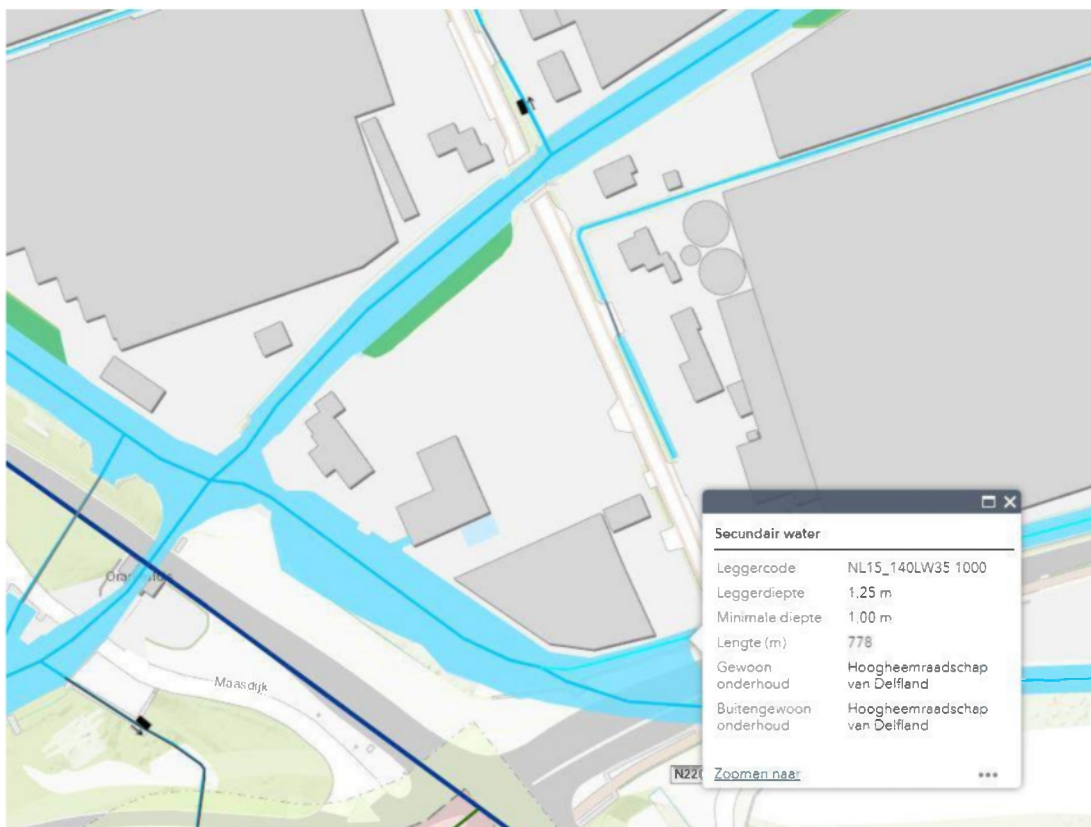 Maasdijk
N220
Secundair water
Leggercode NL15_140LW35 1000
Leggerdiepte 1,25 m
Minimale diepte 1,00 m
Lengte (m) 778
Gewoon onderhoud Hoogheemraadschap van Delfland
Buitengewoon onderhoud Hoogheemraadschap van Delfland
Zoomen naar